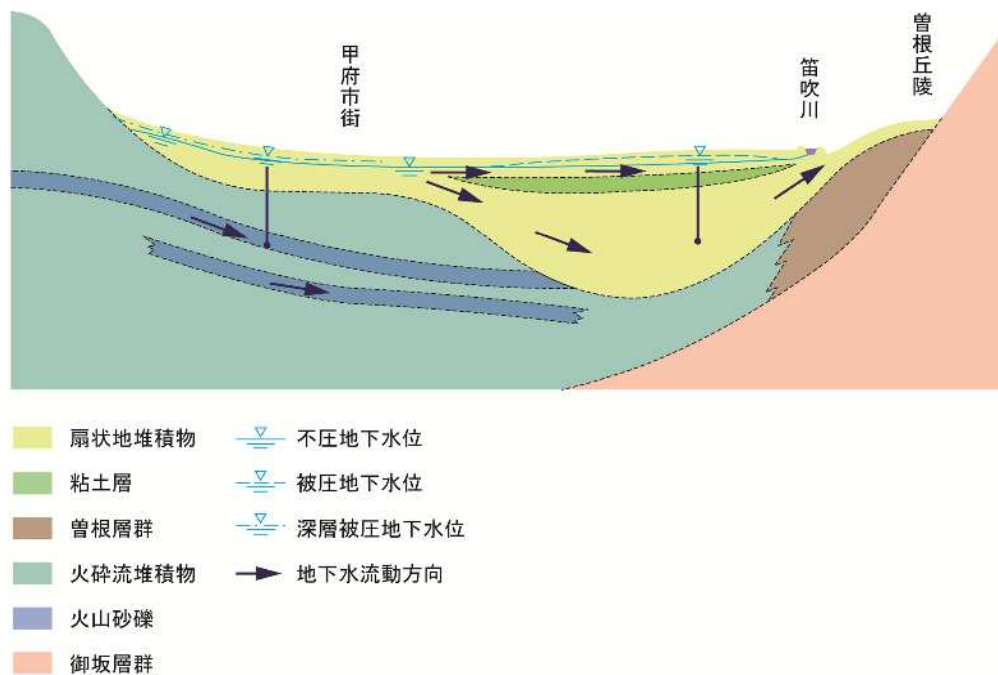 甲府市街
笛吹川
曽根丘陵
扇状地堆積物
粘土層
曽根層群
火砕流堆積物
火山砂礫
御坂層群
不圧地下水位
被圧地下水位
深層被圧地下水位
地下水流動方向